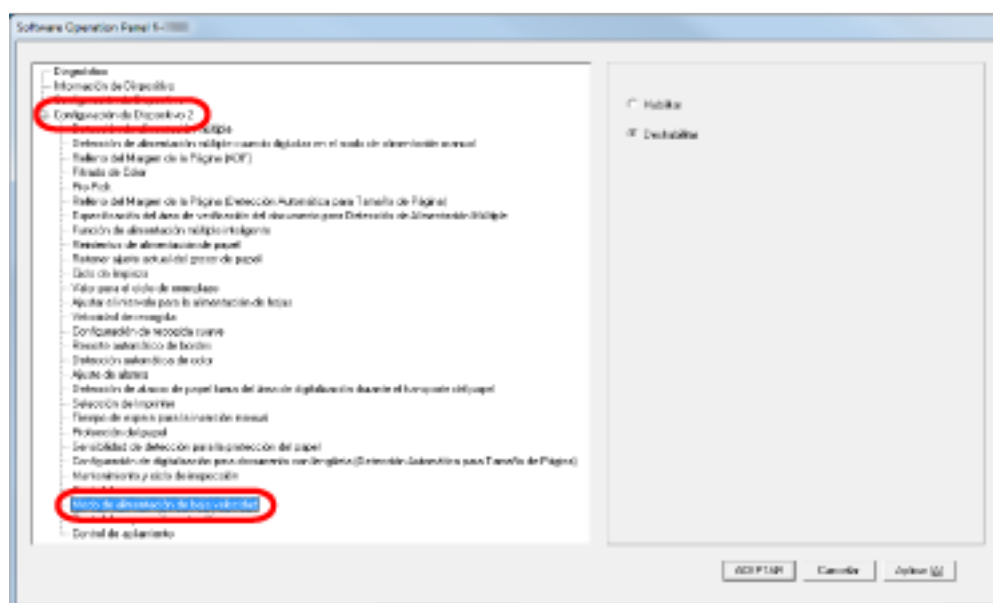 Software Operation Panel fi-
Diagnóstico
Información de Dispositivo
Configuración de Dispositivo 2
Detección de alimentación múltiple cuando digitaliza en el modo de alimentación manual
Relleno del Margen de la Página (ADF)
Filtrado de Color
Pre-Pick
Relleno del Margen de la Página (Detección Automática para Tamaño de Página)
Especificación del área de verificación del documento para Detección de Alimentación Múltiple
Función de alimentación múltiple inteligente
Reintentos de alimentación de papel
Retener ajuste actual del grosor de papel
Ciclo de limpieza
Valor para el ciclo de reemplazo
Ajustar el intervalo para la alimentación de hojas
Velocidad de recogida
Configuración de recogida suave
Recorte automático de bordes
Detección automática de color
Ajuste de alarma
Detección de atasco de papel fuera del área de digitalización durante el transporte del papel
Selección de Imprinter
Tiempo de espera para la inserción manual
Protección del papel
Sensibilidad de detección para la protección del papel
Configuración de digitalización para documento con lengüeta (Detección Automática para Tamaño de Página)
Mantenimiento y ciclo de inspección
Modo de alimentación de baja velocidad
Control de apilamiento
Habilitar
Deshabilitar
ACEPTAR
Cancelar
Aplicar (A)